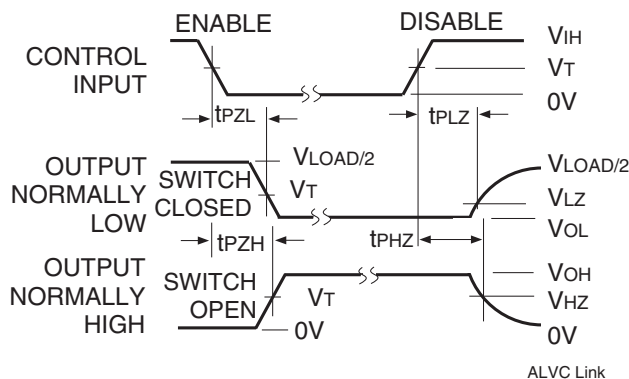 ENABLE
DISABLE
CONTROL
INPUT
VIH
VT
0V
tPZL
tPLZ
OUTPUT
NORMALLY
LOW
SWITCH
CLOSED
VLOAD/2
VT
VLOAD/2
VLZ
VOL
tPZH
tPHZ
OUTPUT
NORMALLY
HIGH
SWITCH
OPEN
VT
0V
VOH
VHZ
0V
ALVC Link